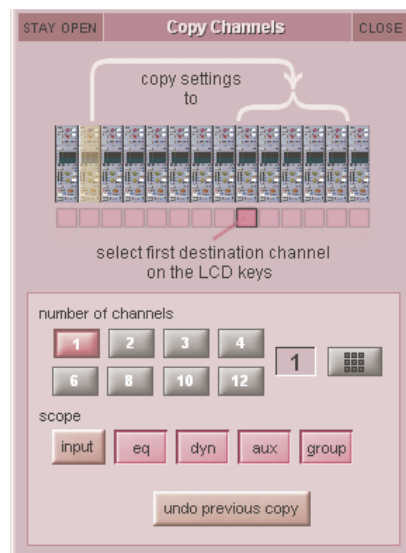 STAY OPEN Copy Channels CLOSE
copy settings
to
select first destination channel
on the LCD keys
number of channels
1 2 3 4
1
6 8 10 12
scope
input eq dyn aux group
undo previous copy